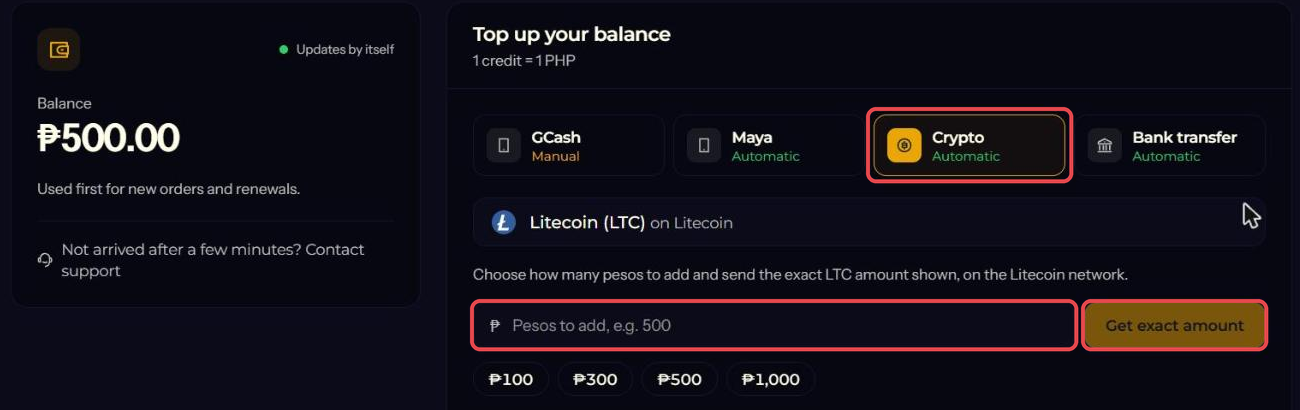 Updates by itself
Balance
₱500.00
Used first for new orders and renewals.
Not arrived after a few minutes? Contact
support
Top up your balance
1 credit = 1 PHP
GCash
Manual
Maya
Automatic
Crypto
Automatic
Bank transfer
Automatic
Litecoin (LTC) on Litecoin
Choose how many pesos to add and send the exact LTC amount shown, on the Litecoin network.
₱ Pesos to add, e.g. 500
Get exact amount
₱100 ₱300 ₱500 ₱1,000